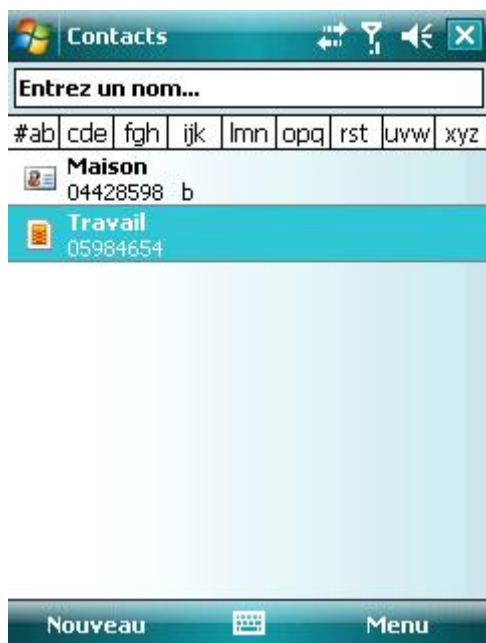 Contacts
Entrez un nom...
#ab cde fgh ijk lmn opq rst uvw xyz
Maison
04428598 b
Travail
05984654
Nouveau Menu